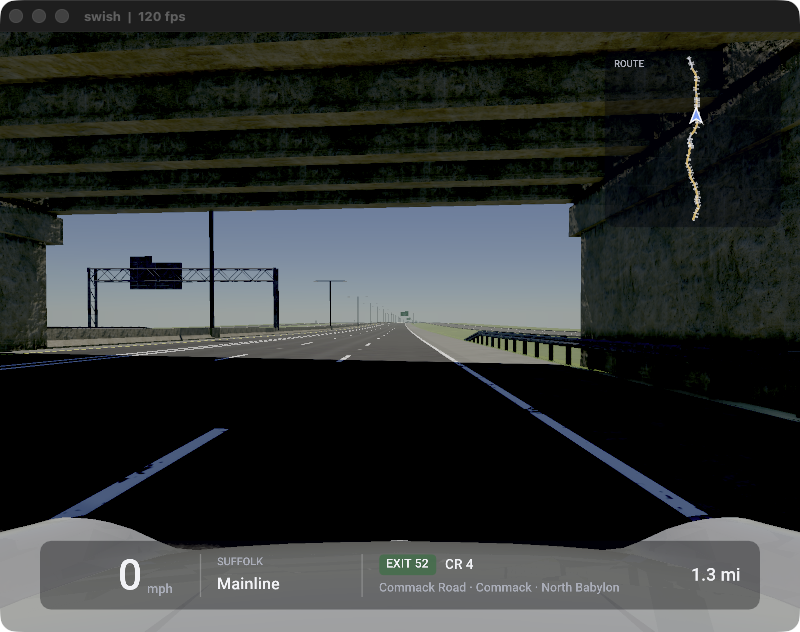 swish | 120 fps
ROUTE
0 mph
SUFFOLK
Mainline
EXIT 52 CR 4
Commack Road · Commack · North Babylon
1.3 mi